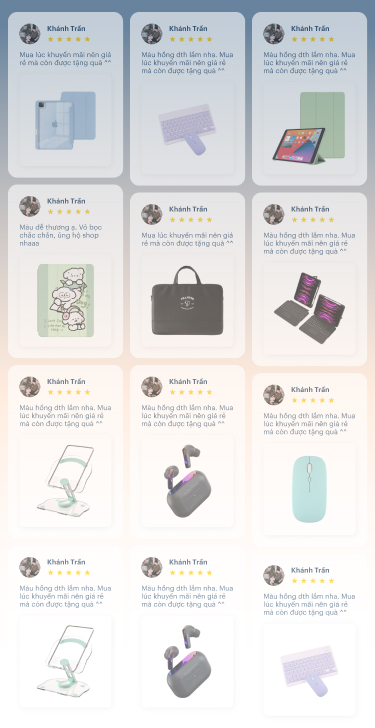 Khánh Trần
Mua lúc khuyến mãi nên giá
rẻ mà còn được tặng quà ^^
Khánh Trần
Màu hồng dth lắm nha. Mua
lúc khuyến mãi nên giá rẻ
mà còn được tặng quà ^^
Khánh Trần
Màu hồng dth lắm nha. Mua
lúc khuyến mãi nên giá rẻ
mà còn được tặng quà ^^
Khánh Trần
Màu dễ thương ạ. Vỏ bọc
chắc chắn, ủng hộ shop
nhaaa
Khánh Trần
Mua lúc khuyến mãi nên giá
rẻ mà còn được tặng quà ^^
Khánh Trần
Màu hồng dth lắm nha. Mua
lúc khuyến mãi nên giá rẻ
mà còn được tặng quà ^^
Khánh Trần
Màu hồng dth lắm nha. Mua
lúc khuyến mãi nên giá rẻ
mà còn được tặng quà ^^
Khánh Trần
Màu hồng dth lắm nha. Mua
lúc khuyến mãi nên giá rẻ
mà còn được tặng quà ^^
Khánh Trần
Màu hồng dth lắm nha. Mua
lúc khuyến mãi nên giá rẻ
mà còn được tặng quà ^^
Khánh Trần
Màu hồng dth lắm nha. Mua
lúc khuyến mãi nên giá rẻ
mà còn được tặng quà ^^
Khánh Trần
Màu hồng dth lắm nha. Mua
lúc khuyến mãi nên giá rẻ
mà còn được tặng quà ^^
Khánh Trần
Màu hồng dth lắm nha. Mua
lúc khuyến mãi nên giá rẻ
mà còn được tặng quà ^^